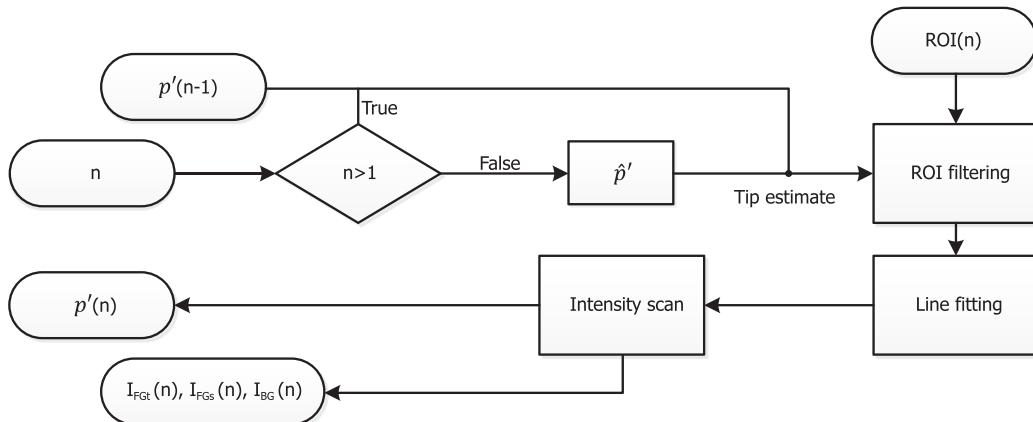 ROI(n)
p′(n-1)
True
n
n>1
False
p̂′
Tip estimate
ROI filtering
p′(n)
Intensity scan
Line fitting
I_FGt(n), I_FGs(n), I_BG(n)